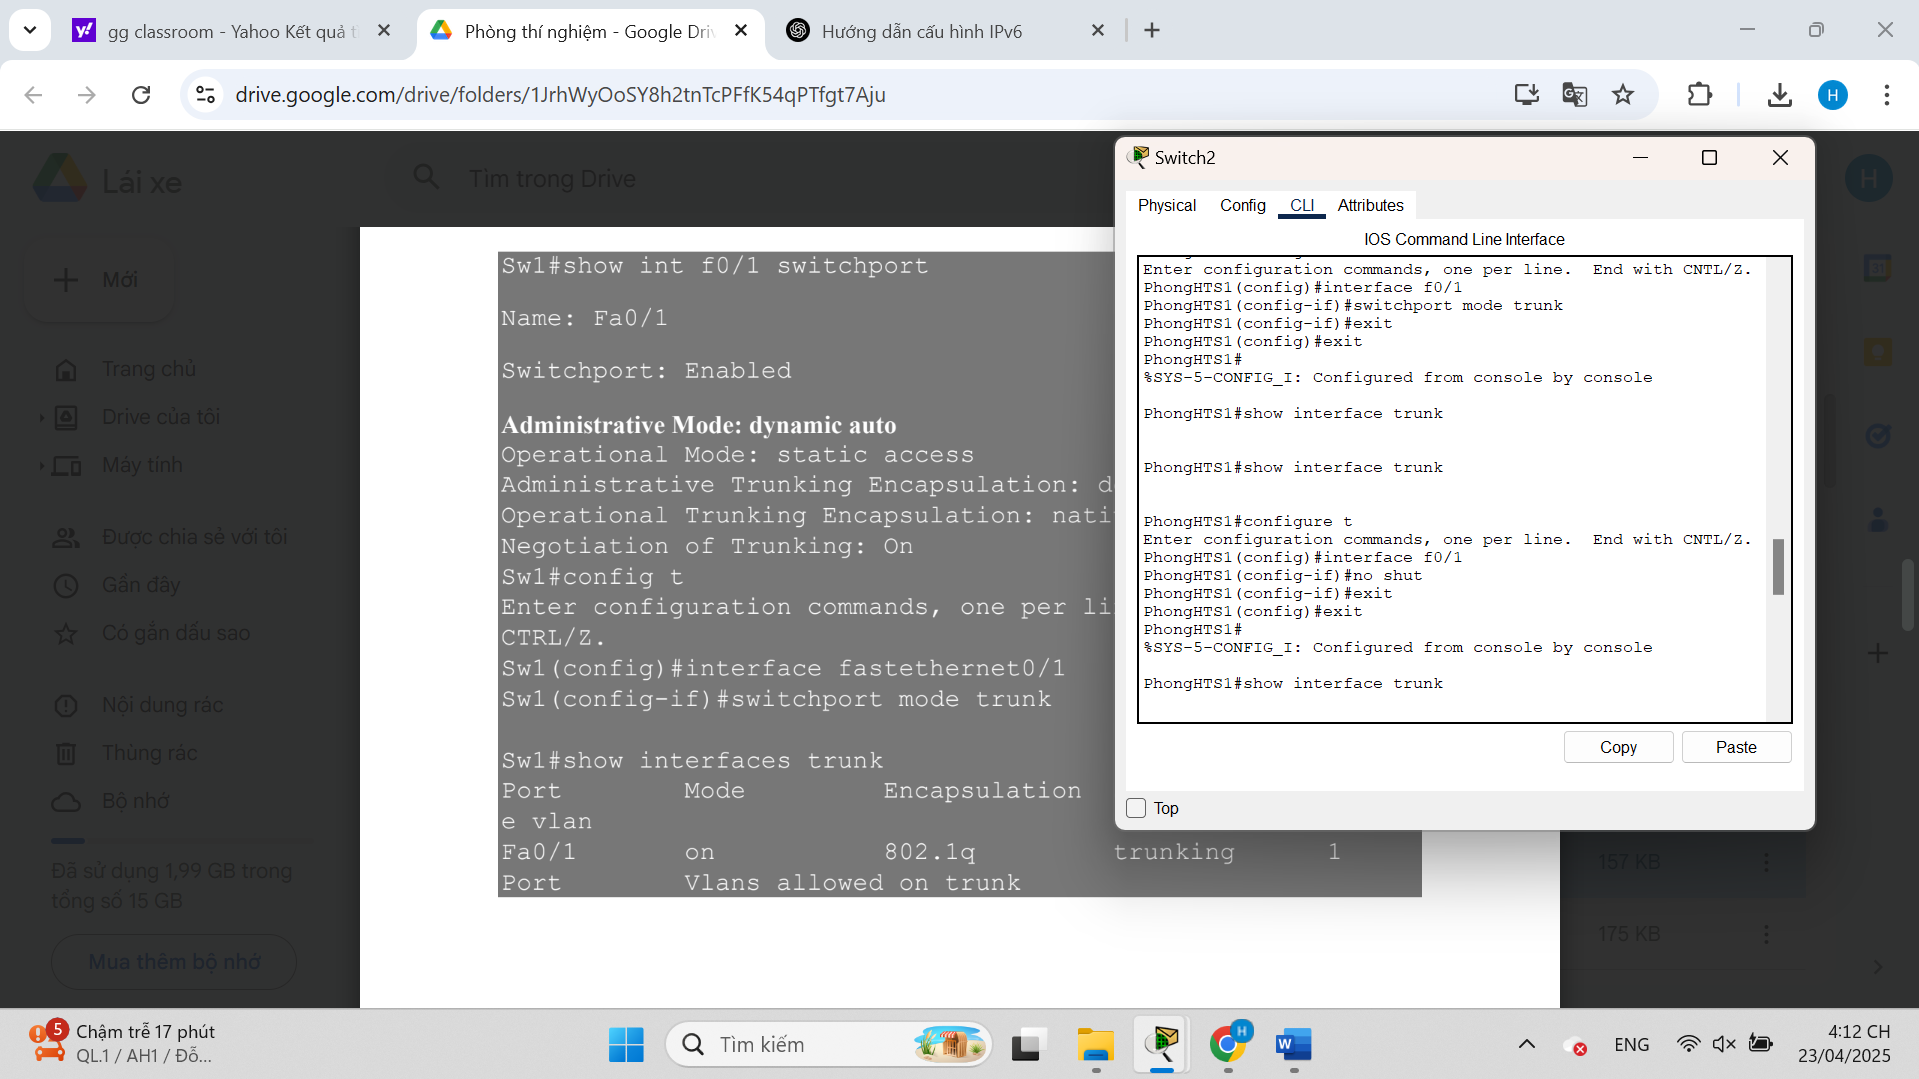 gg classroom - Yahoo Kết quả t
Phòng thí nghiệm - Google Driv
Hướng dẫn cấu hình IPv6
drive.google.com/drive/folders/1JrhWyOoSY8h2tnTcPFfK54qPTfgt7Aju
H
Lái xe
Tìm trong Drive
H
Mới
Trang chủ
Drive của tôi
Máy tính
Được chia sẻ với tôi
Gần đây
Có gắn dấu sao
Nội dung rác
Thùng rác
Bộ nhớ
Đã sử dụng 1,99 GB trong
tổng số 15 GB
Mua thêm bộ nhớ
Sw1#show int f0/1 switchport
Name: Fa0/1
Switchport: Enabled
Administrative Mode: dynamic auto
Operational Mode: static access
Administrative Trunking Encapsulation: d
Operational Trunking Encapsulation: nati
Negotiation of Trunking: On
Sw1#config t
Enter configuration commands, one per li
CTRL/Z.
Sw1(config)#interface fastethernet0/1
Sw1(config-if)#switchport mode trunk
Sw1#show interfaces trunk
Port Mode Encapsulation
e vlan
Fa0/1 on 802.1q trunking 1
Port Vlans allowed on trunk
Switch2
Physical Config CLI Attributes
IOS Command Line Interface
Enter configuration commands, one per line. End with CNTL/Z.
PhongHTS1(config)#interface f0/1
PhongHTS1(config-if)#switchport mode trunk
PhongHTS1(config-if)#exit
PhongHTS1(config)#exit
PhongHTS1#
%SYS-5-CONFIG_I: Configured from console by console
PhongHTS1#show interface trunk
PhongHTS1#show interface trunk
PhongHTS1#configure t
Enter configuration commands, one per line. End with CNTL/Z.
PhongHTS1(config)#interface f0/1
PhongHTS1(config-if)#no shut
PhongHTS1(config-if)#exit
PhongHTS1(config)#exit
PhongHTS1#
%SYS-5-CONFIG_I: Configured from console by console
PhongHTS1#show interface trunk
Copy Paste
Top
31
157 KB
175 KB
5
Chậm trễ 17 phút
QL.1 / AH1 / Đỗ...
Tìm kiếm
H
W
ENG
4:12 CH
23/04/2025